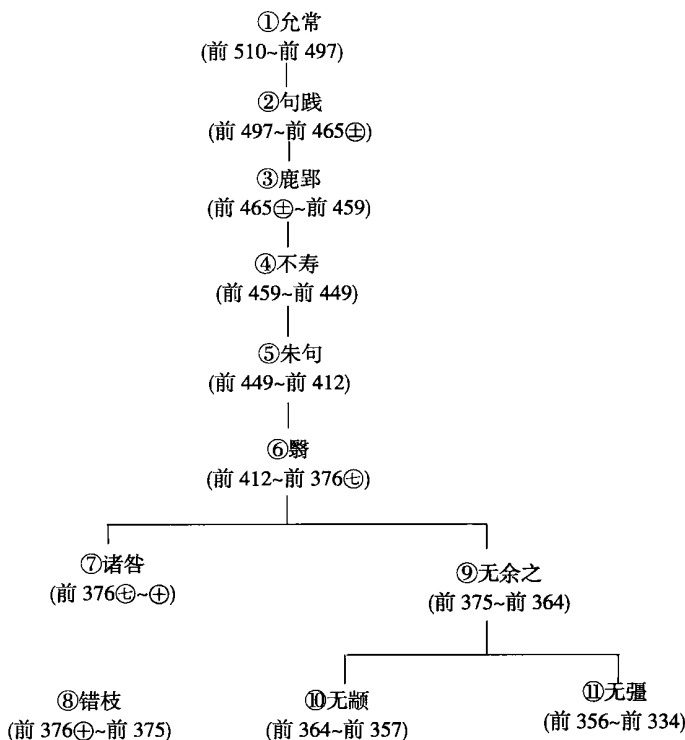 ①允常
(前 510~前 497)
②句践
(前 497~前 465㊏)
③鹿郢
(前 465㊏~前 459)
④不寿
(前 459~前 449)
⑤朱句
(前 449~前 412)
⑥翳
(前 412~前 376㊆)
⑦诸咎
(前 376㊆~㊉)
⑨无余之
(前 375~前 364)
⑧错枝
(前 376㊉~前 375)
⑩无颛
(前 364~前 357)
⑪无彊
(前 356~前 334)